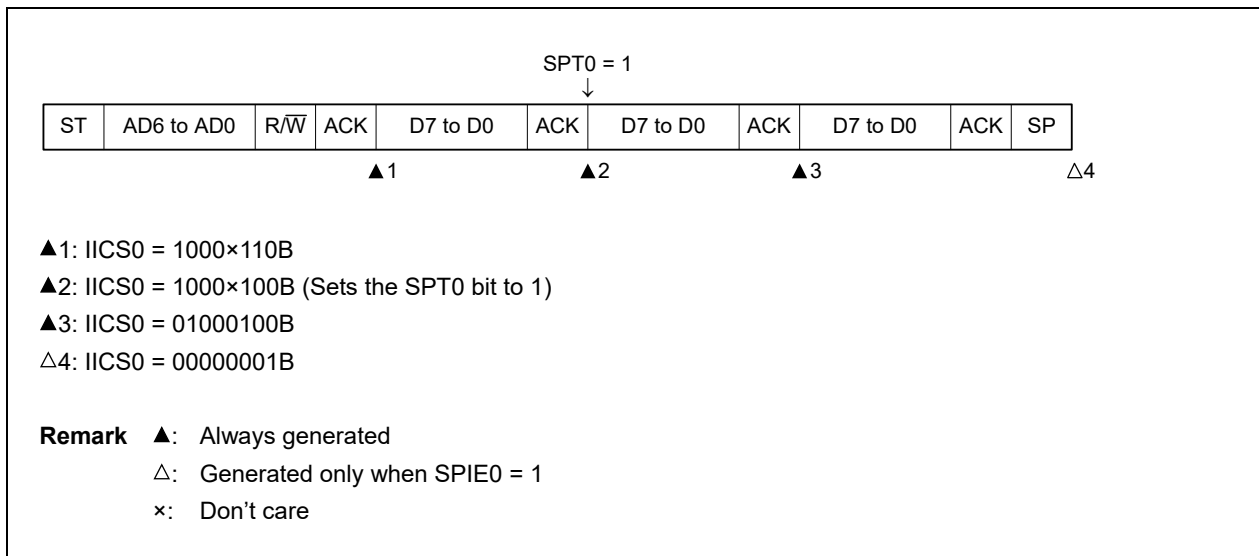 SPT0 = 1
↓
ST AD6 to AD0 R/W̅ ACK D7 to D0 ACK D7 to D0 ACK D7 to D0 ACK SP
▲1 ▲2 ▲3 △4
▲1: IICS0 = 1000×110B
▲2: IICS0 = 1000×100B (Sets the SPT0 bit to 1)
▲3: IICS0 = 01000100B
△4: IICS0 = 00000001B
Remark ▲: Always generated
△: Generated only when SPIE0 = 1
×: Don’t care